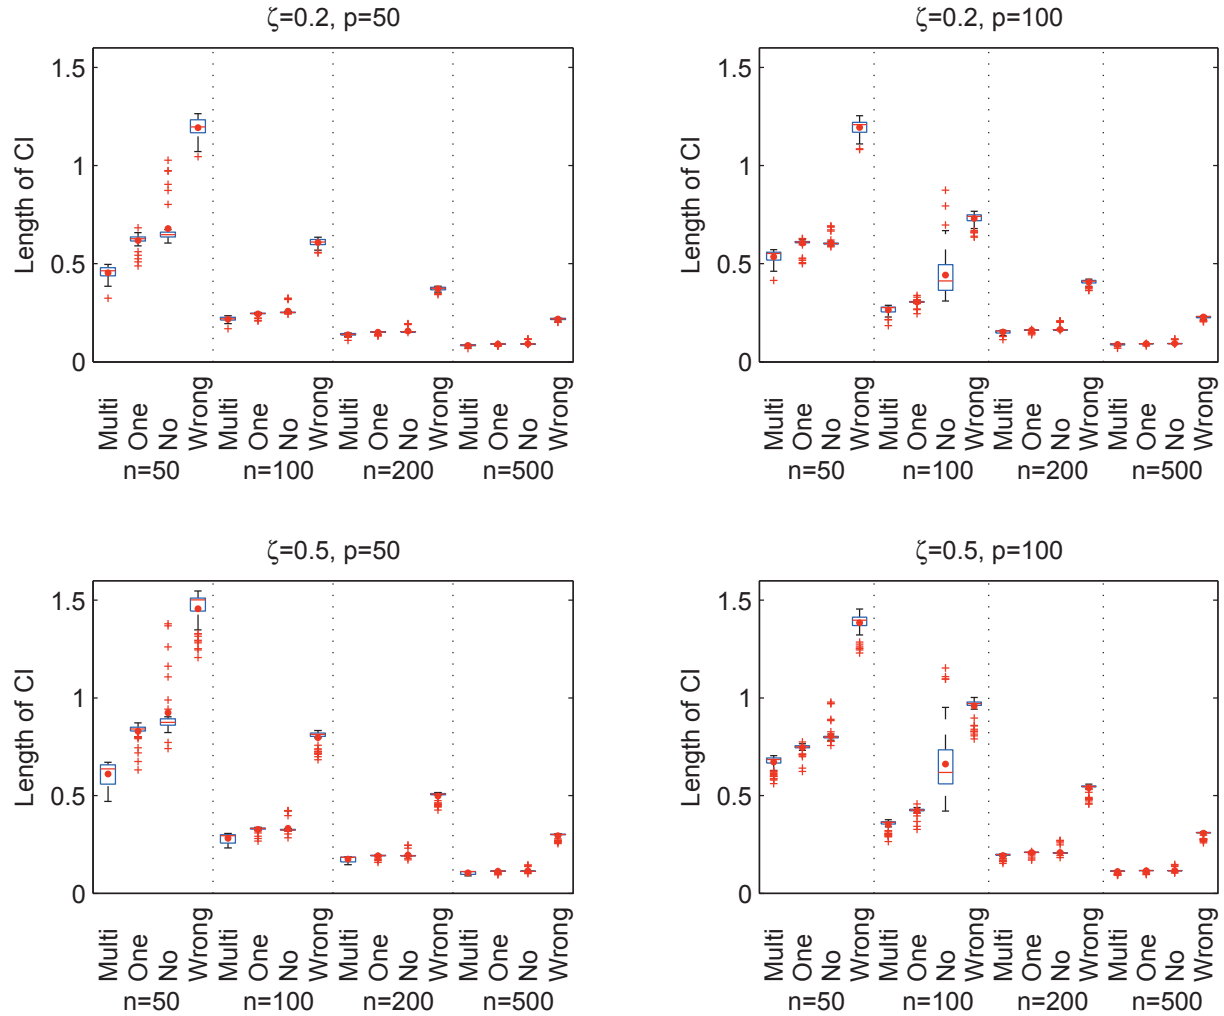 ζ=0.2, p=50
1.5
1
0.5
0
Length of CI
Multi One No Wrong Multi One No Wrong Multi One No Wrong Multi One No Wrong
n=50 n=100 n=200 n=500
ζ=0.2, p=100
1.5
1
0.5
0
Length of CI
Multi One No Wrong Multi One No Wrong Multi One No Wrong Multi One No Wrong
n=50 n=100 n=200 n=500
ζ=0.5, p=50
1.5
1
0.5
0
Length of CI
Multi One No Wrong Multi One No Wrong Multi One No Wrong Multi One No Wrong
n=50 n=100 n=200 n=500
ζ=0.5, p=100
1.5
1
0.5
0
Length of CI
Multi One No Wrong Multi One No Wrong Multi One No Wrong Multi One No Wrong
n=50 n=100 n=200 n=500